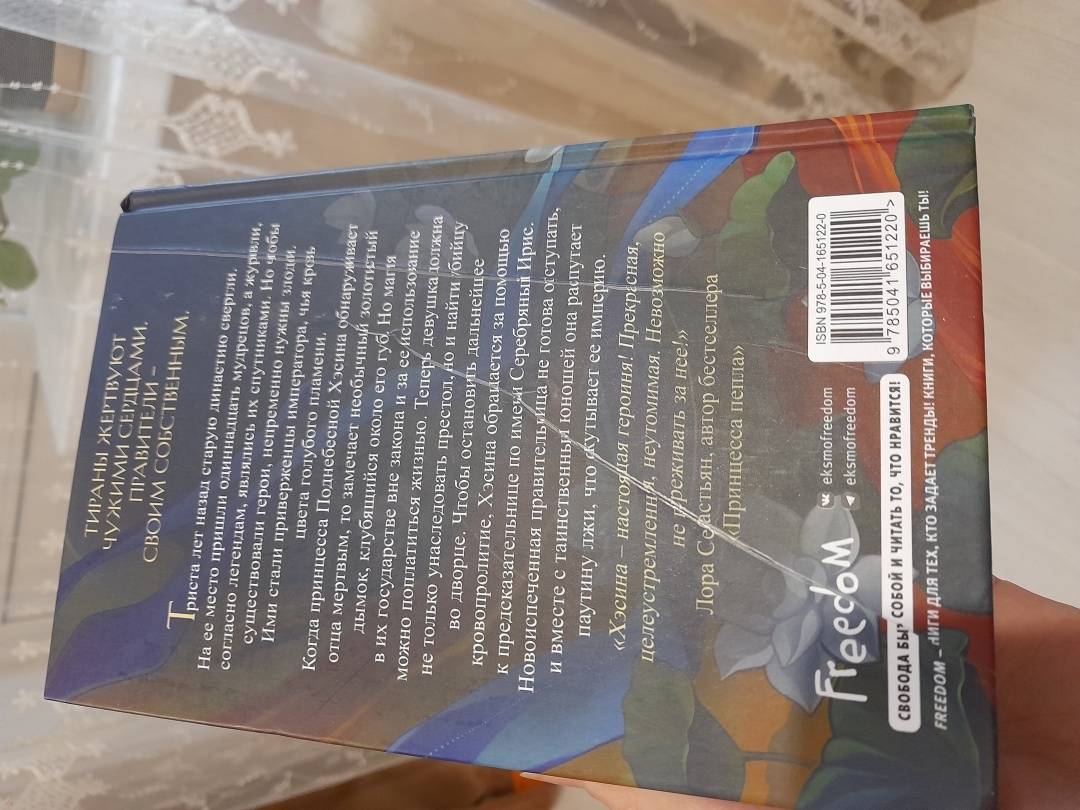 ТИРАНЫ ЖЕРТВУЮТ
ЧУЖИМИ СЕРДЦАМИ.
ПРАВИТЕЛИ –
СВОИМ СОБСТВЕННЫМ.
Триста лет назад старую династию свергли.
На ее место пришли одиннадцать мудрецов, а журавли,
согласно легендам, являлись их спутниками. Но чтобы
существовали герои, непременно нужны злодеи.
Ими стали приверженцы императора, чья кровь
цвета голубого пламени.
Когда принцесса Поднебесной Хэсина обнаруживает
отца мертвым, то замечает необычный золотистый
дымок, клубящийся около его губ. Но магия
в их государстве вне закона и за ее использование
можно поплатиться жизнью. Теперь девушка должна
не только унаследовать престол, но и найти убийцу
во дворце. Чтобы остановить дальнейшее
кровопролитие, Хэсина обращается за помощью
к предсказательнице по имени Серебряный Ирис.
Новоиспеченная правительница не готова отступать,
и вместе с таинственным юношей она распутает
паутину лжи, что опутывает ее империю.
«Хэсина – настоящая героиня! Прекрасная,
целеустремленная, неутомимая. Невозможно
не переживать за нее!»
Лора Себастьян, автор бестселлера
«Принцесса пепла»
Freedom
eksmofreedom
eksmofreedom
ISBN 978-5-04-165122-0
9 785041 651220 >
СВОБОДА БЫТЬ СОБОЙ И ЧИТАТЬ ТО, ЧТО НРАВИТСЯ!
FREEDOM – КНИГИ ДЛЯ ТЕХ, КТО ЗАДАЕТ ТРЕНДЫ! КНИГИ, КОТОРЫЕ ВЫБИРАЕШЬ ТЫ!